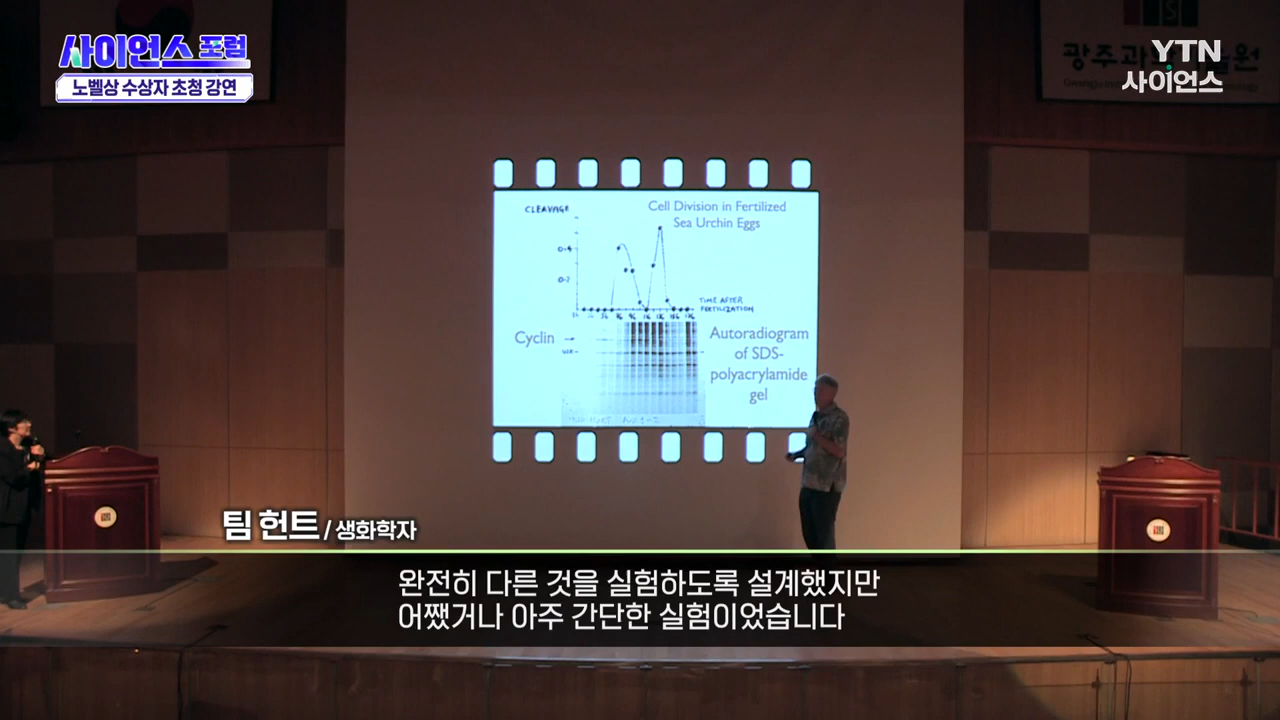 사이언스 포럼
노벨상 수상자 초청 강연
YTN
사이언스
CLEAVAGE
Cell Division in Fertilized
Sea Urchin Eggs
0.4
0.2
TIME AFTER
FERTILIZATION
Cyclin
Autoradiogram
of SDS-
polyacrylamide
gel
팀 헌트 / 생화학자
완전히 다른 것을 실험하도록 설계했지만
어쨌거나 아주 간단한 실험이었습니다